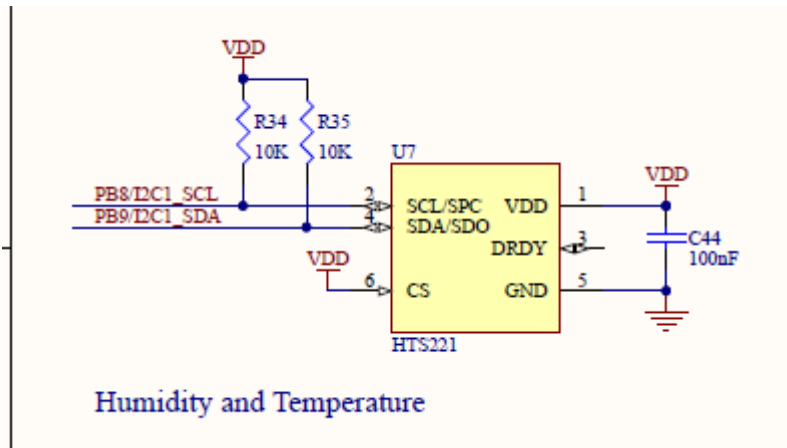 VDD
R34 R35
10K 10K
U7
PB8/I2C1_SCL 2 SCL/SPC VDD 1 VDD
PB9/I2C1_SDA 4 SDA/SDO
DRDY 3 C44
100nF
VDD 6 CS GND 5
HTS221
Humidity and Temperature